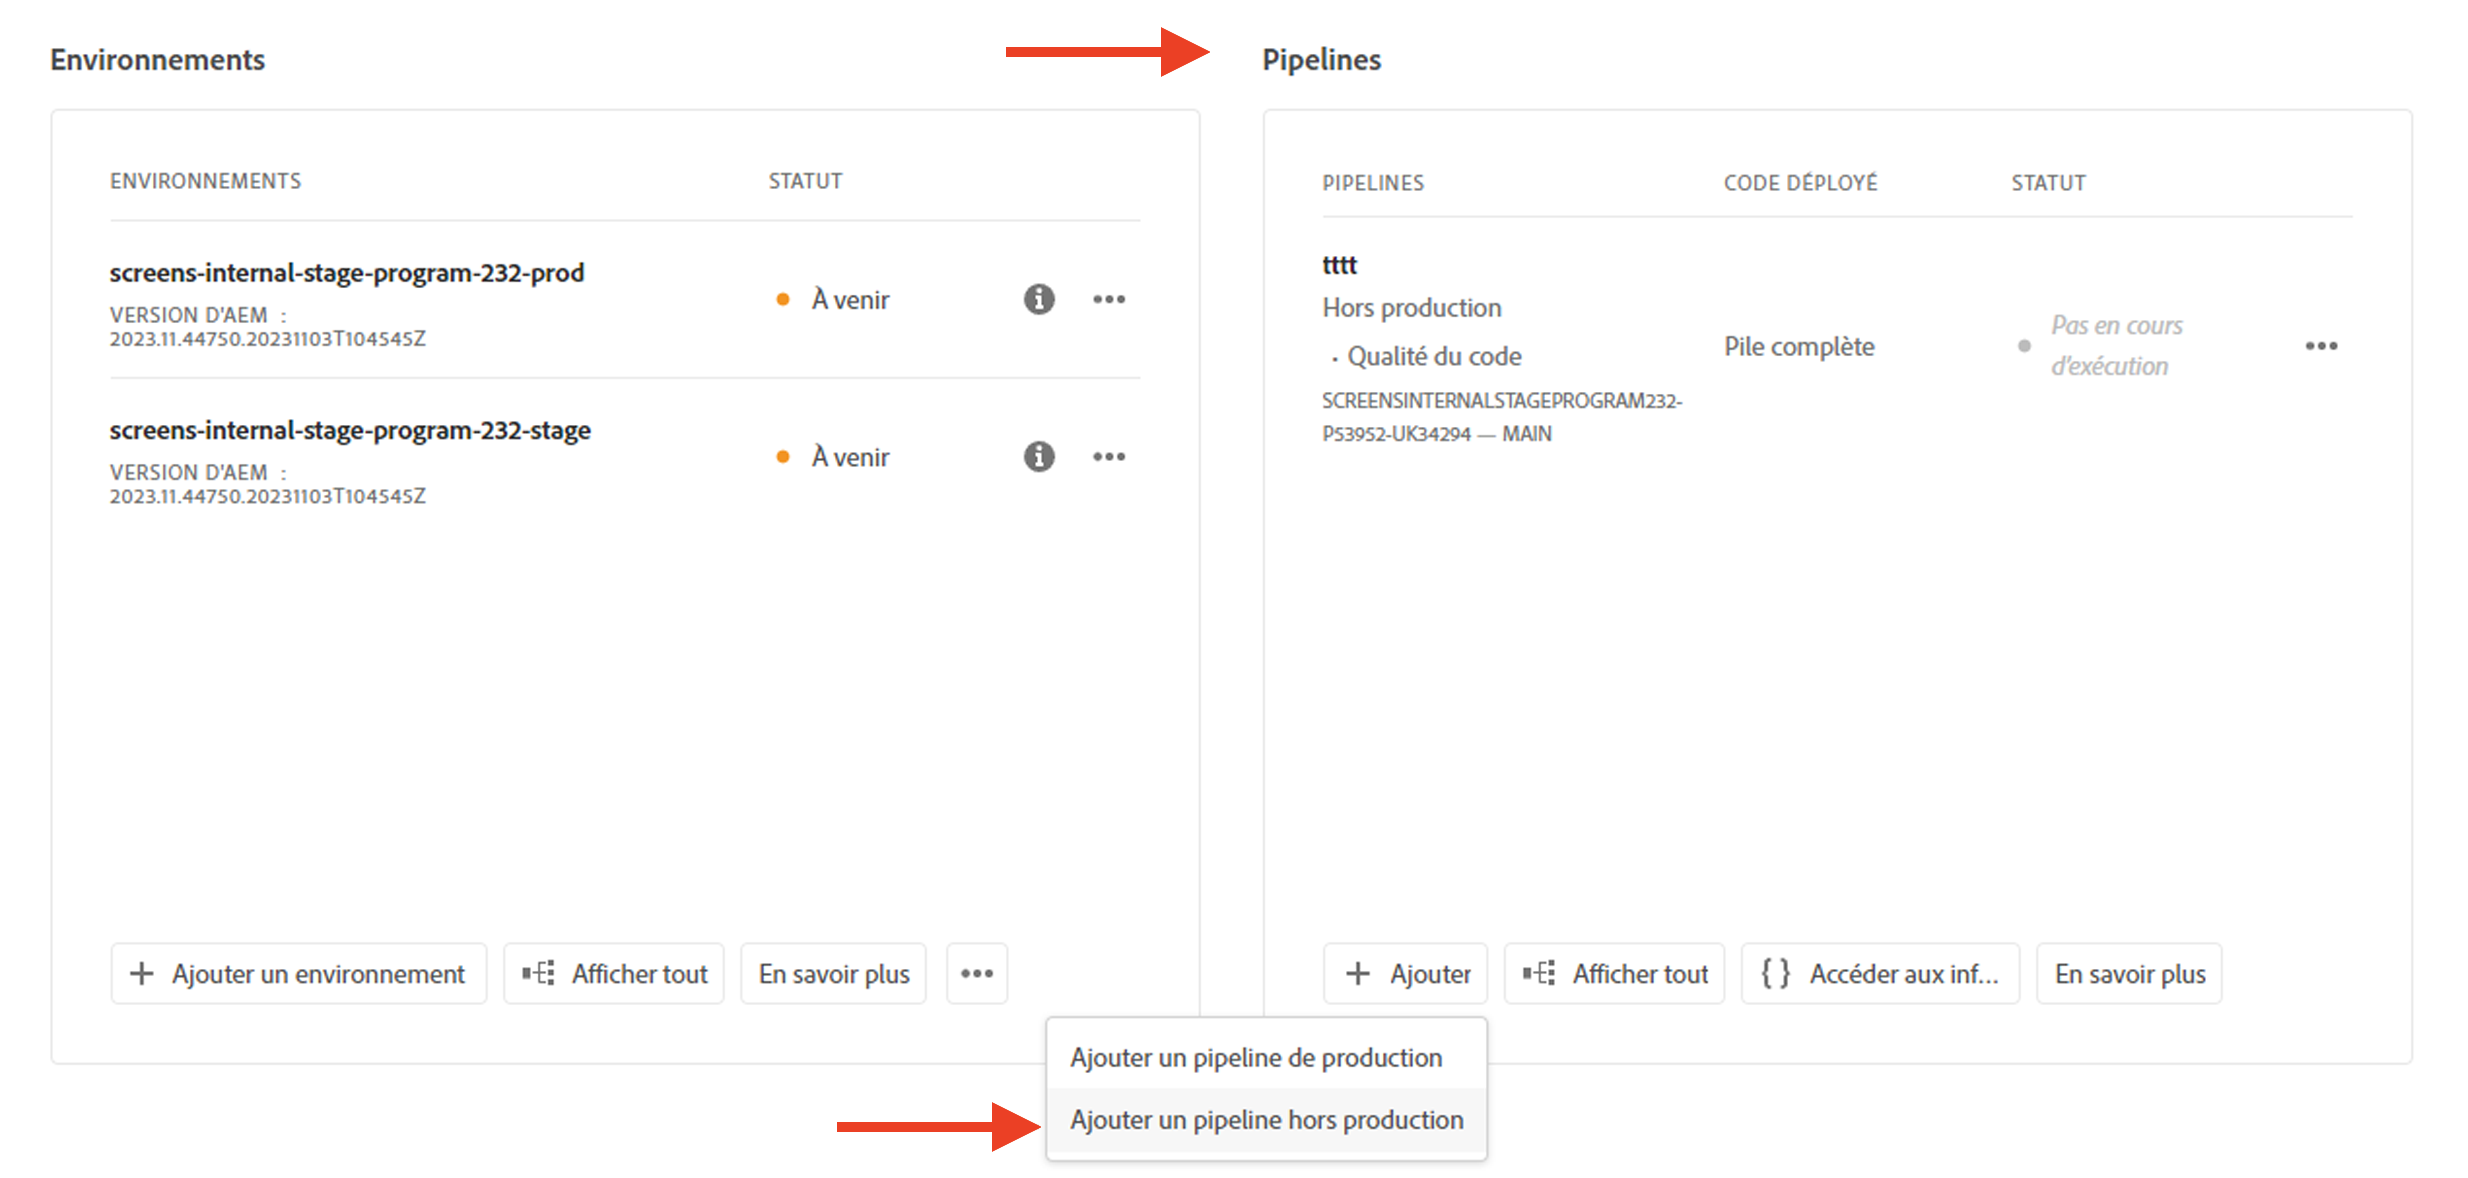 Environnements
ENVIRONNEMENTS STATUT
screens-internal-stage-program-232-prod
À venir
VERSION D'AEM :
2023.11.44750.20231103T104545Z
screens-internal-stage-program-232-stage
À venir
VERSION D'AEM :
2023.11.44750.20231103T104545Z
Ajouter un environnement Afficher tout En savoir plus
Pipelines
PIPELINES CODE DÉPLOYÉ STATUT
tttt
Hors production
· Qualité du code
SCREENSINTERNALSTAGEPROGRAM232-
P53952-UK34294 — MAIN
Pile complète
Pas en cours
d'exécution
Ajouter Afficher tout Accéder aux inf... En savoir plus
Ajouter un pipeline de production
Ajouter un pipeline hors production